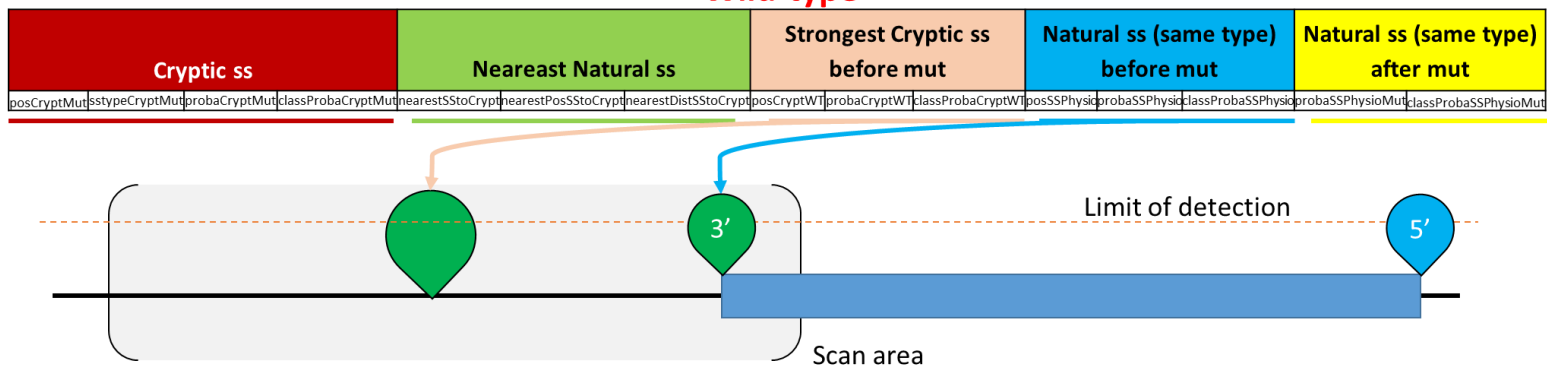 Cryptic ss
Neareast Natural ss
Strongest Cryptic ss
before mut
Natural ss (same type)
before mut
Natural ss (same type)
after mut
posCryptMut sstypeCryptMut probaCryptMut classProbaCryptMut nearestSStoCrypt nearestPosSStoCrypt nearestDistSStoCrypt posCryptWT probaCryptWT classProbaCryptWT posSSPhysio probaSSPhysio classProbaSSPhysio probaSSPhysioMut classProbaSSPhysioMut
Limit of detection
3’
5’
Scan area